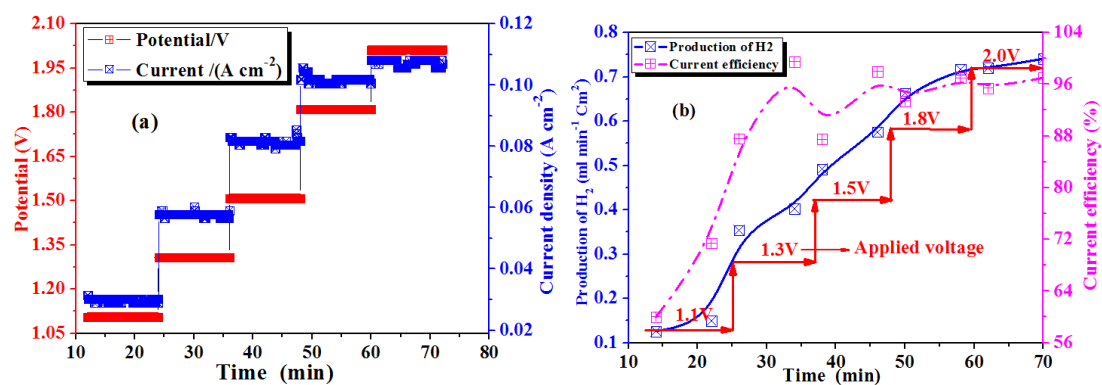 2.10
1.95
1.80
1.65
1.50
1.35
1.20
1.05
Potential (V)
Potential/V
Current /(A cm⁻²)
(a)
0.12
0.10
0.08
0.06
0.04
0.02
Current density (A cm⁻²)
10 20 30 40 50 60 70 80
Time (min)
0.8
0.7
0.6
0.5
0.4
0.3
0.2
0.1
Production of H₂ (ml min⁻¹ Cm²)
Production of H2
Current efficiency
(b)
2.0V
1.8V
1.5V
1.3V
Applied voltage
1.1V
104
96
88
80
72
64
56
Current efficiency (%)
10 20 30 40 50 60 70
Time (min)